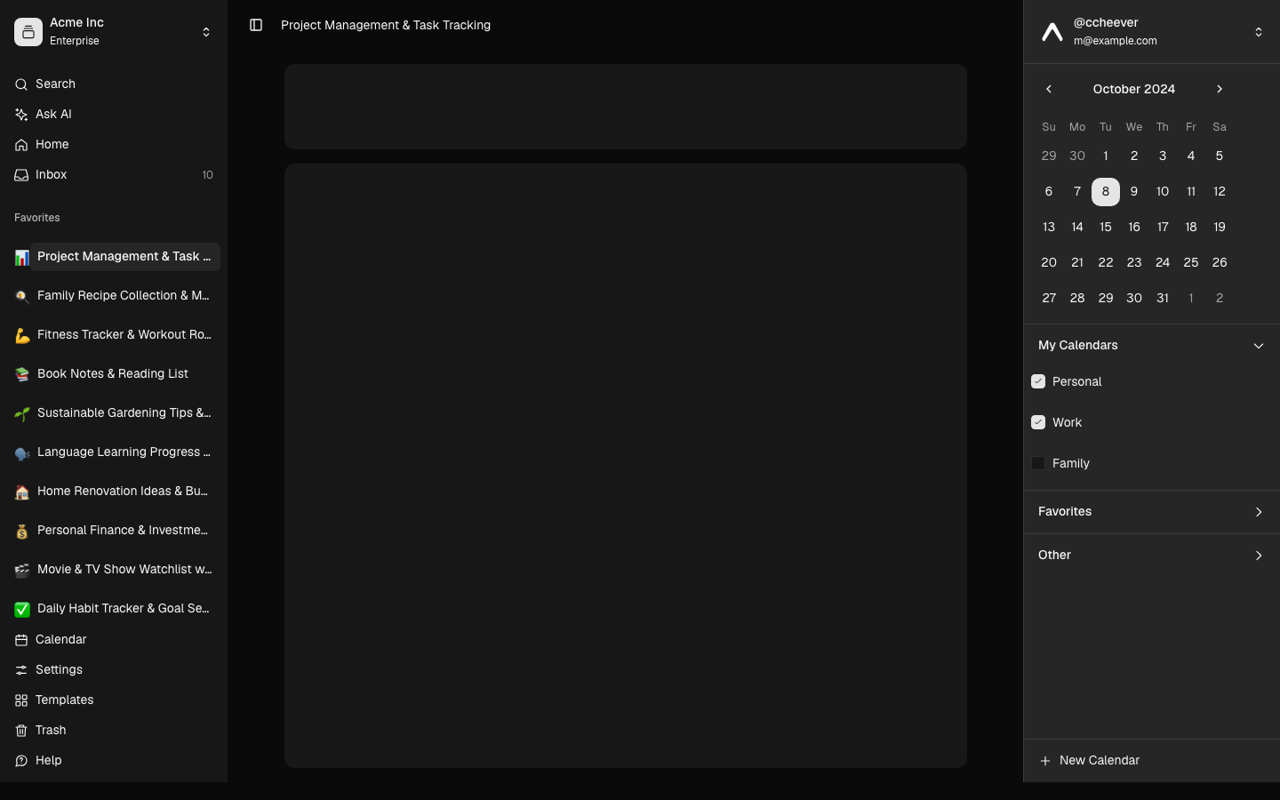 Acme Inc
Enterprise
Search
Ask AI
Home
Inbox 10
Favorites
Project Management & Task ...
Family Recipe Collection & M...
Fitness Tracker & Workout Ro...
Book Notes & Reading List
Sustainable Gardening Tips &...
Language Learning Progress ...
Home Renovation Ideas & Bu...
Personal Finance & Investme...
Movie & TV Show Watchlist w...
Daily Habit Tracker & Goal Se...
Calendar
Settings
Templates
Trash
Help
Project Management & Task Tracking
@ccheever
m@example.com
October 2024
Su Mo Tu We Th Fr Sa
29 30 1 2 3 4 5
6 7 8 9 10 11 12
13 14 15 16 17 18 19
20 21 22 23 24 25 26
27 28 29 30 31 1 2
My Calendars
Personal
Work
Family
Favorites
Other
New Calendar